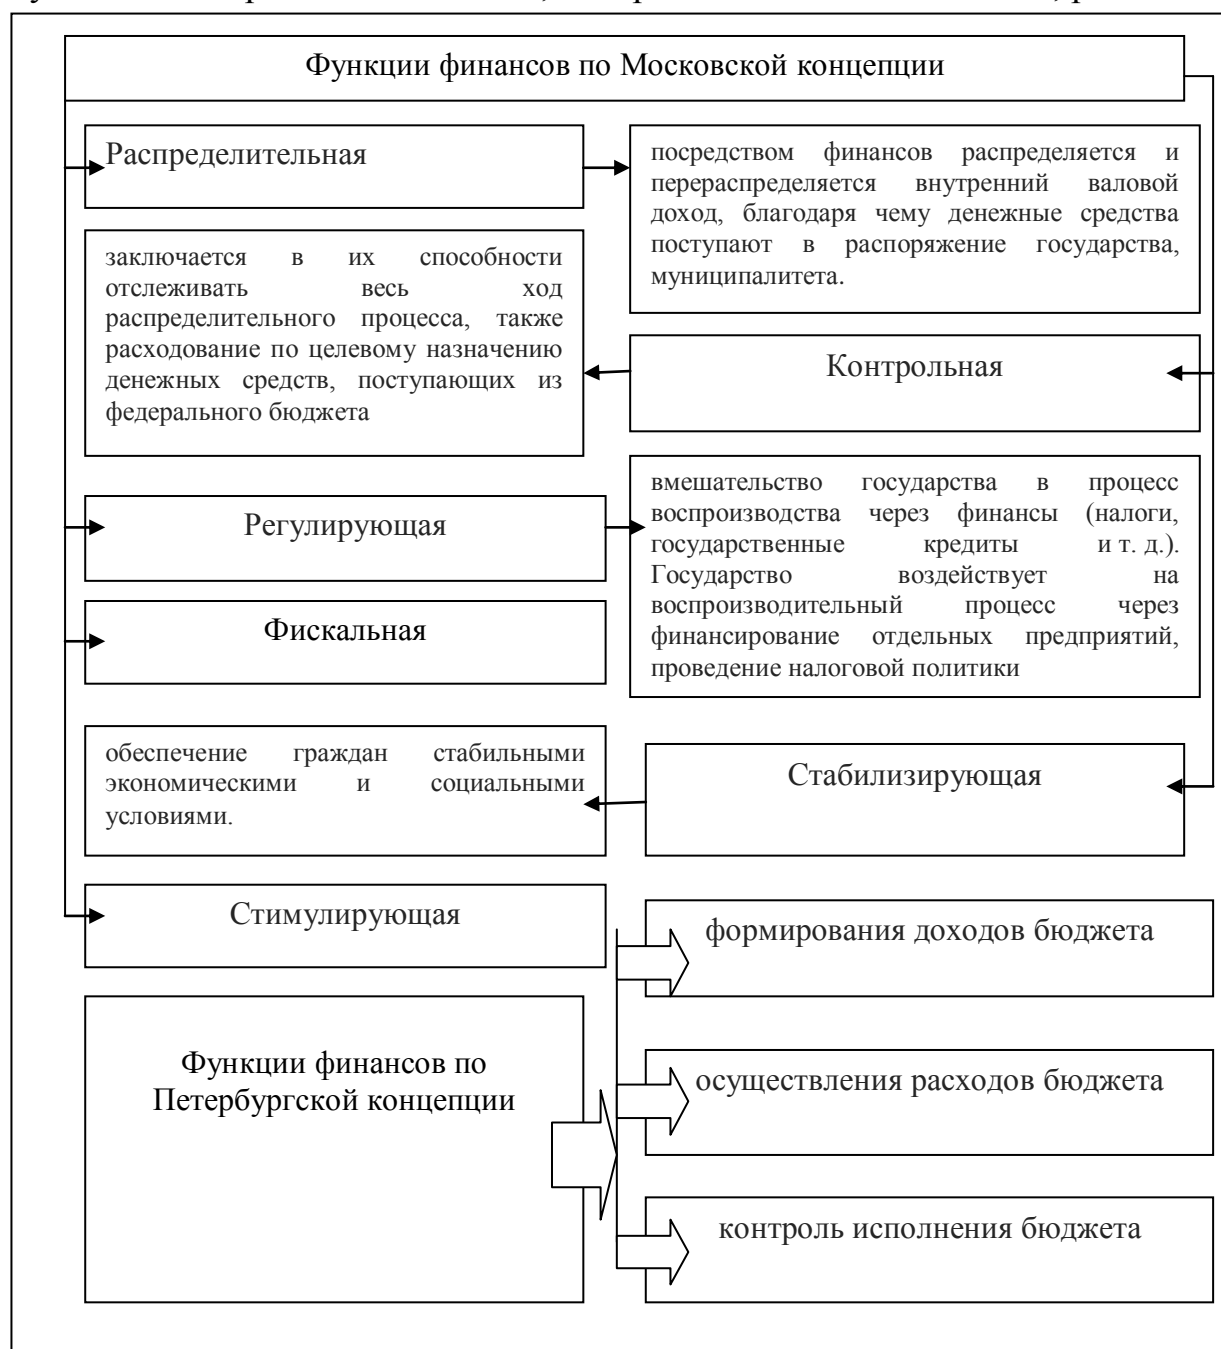 Функции финансов по Московской концепции
Распределительная
посредством финансов распределяется и
перераспределяется внутренний валовой
доход, благодаря чему денежные средства
поступают в распоряжение государства,
муниципалитета.
заключается в их способности
отслеживать весь ход
распределительного процесса, также
расходование по целевому назначению
денежных средств, поступающих из
федерального бюджета
Контрольная
Регулирующая
вмешательство государства в процесс
воспроизводства через финансы (налоги,
государственные кредиты и т. д.).
Государство воздействует на
воспроизводительный процесс через
финансирование отдельных предприятий,
проведение налоговой политики
Фискальная
обеспечение граждан стабильными
экономическими и социальными
условиями.
Стабилизирующая
Стимулирующая
формирования доходов бюджета
Функции финансов по
Петербургской концепции
осуществления расходов бюджета
контроль исполнения бюджета